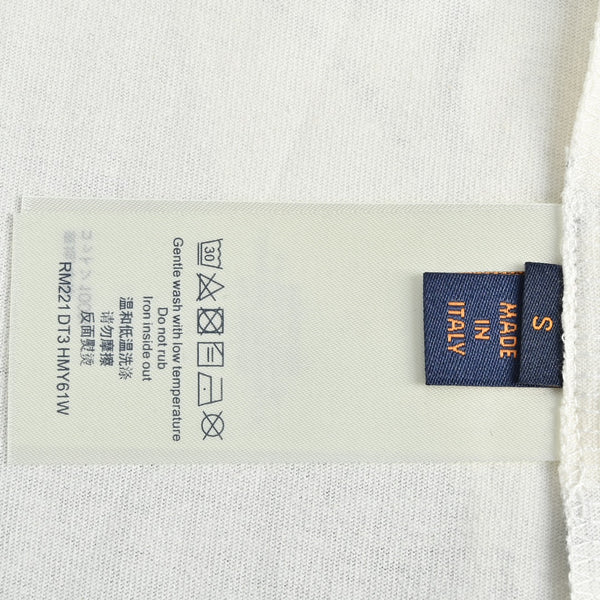 30
Gentle wash with low temperature
Do not rub
Iron inside out
温和低温洗涤
请勿摩擦
反面熨烫
RM221 DT3 HMY61W
MADE
IN
ITALY
S